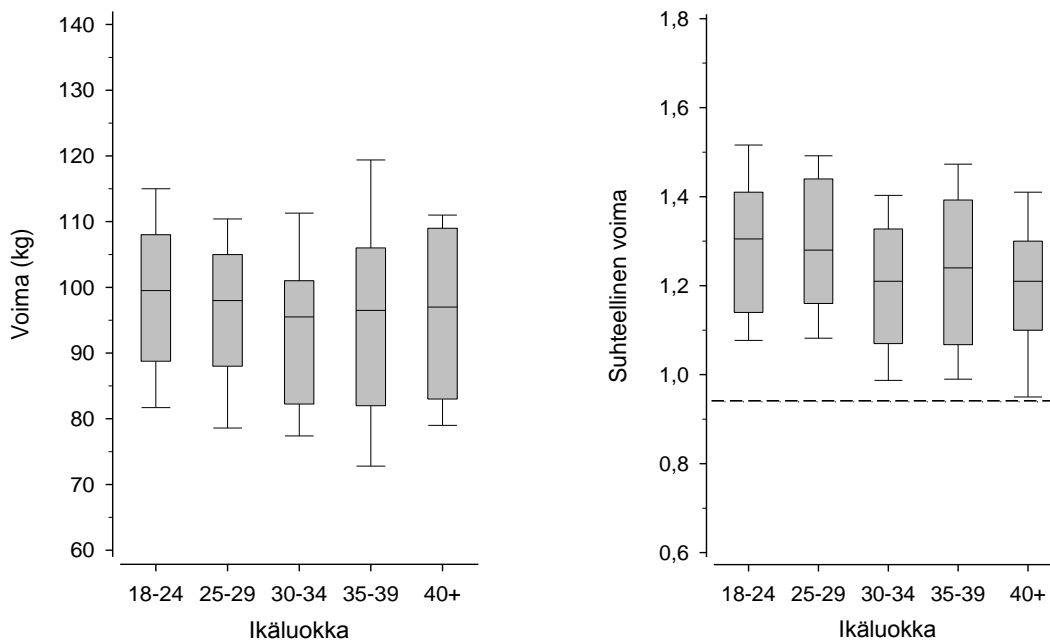 Voima (kg)
140
130
120
110
100
90
80
70
60
18-24 25-29 30-34 35-39 40+
Ikäluokka
Suhteellinen voima
1,8
1,6
1,4
1,2
1,0
0,8
0,6
18-24 25-29 30-34 35-39 40+
Ikäluokka